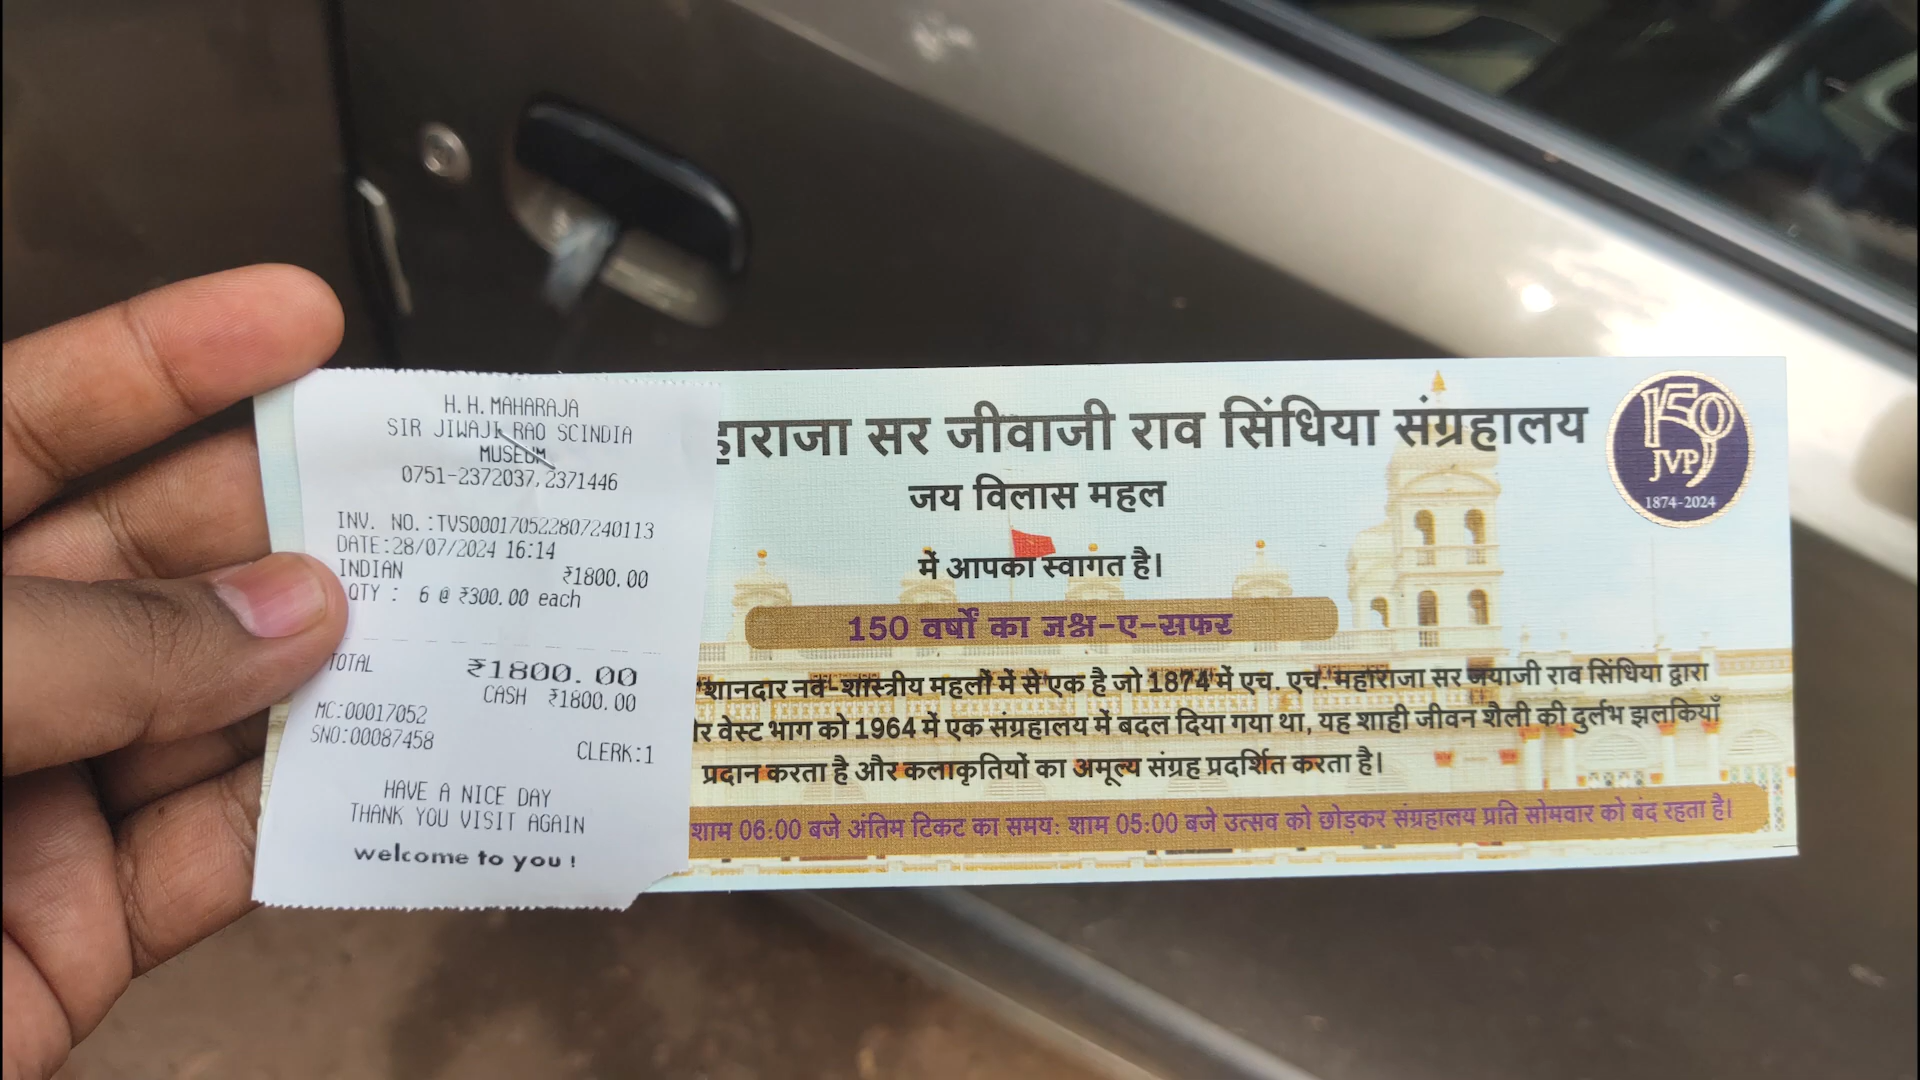 H.H.MAHARAJA
SIR JIWAJI RAO SCINDIA
MUSEUM
0751-2372037,2371446
INV. NO.:TVS000170522807240113
DATE:28/07/2024 16:14
INDIAN ₹1800.00
QTY : 6 @ ₹300.00 each
TOTAL ₹1800.00
CASH ₹1800.00
MC:00017052
SNO:00087458
CLERK:1
HAVE A NICE DAY
THANK YOU VISIT AGAIN
welcome to you !
हाराजा सर जीवाजी राव सिंधिया संग्रहालय
जय विलास महल
में आपका स्वागत है।
150 वर्षों का जश्न-ए-सफर
शानदार नव-शास्त्रीय महलों में से एक है जो 1874 में एच. एच. महाराजा सर जयाजी राव सिंधिया द्वारा
र वेस्ट भाग को 1964 में एक संग्रहालय में बदल दिया गया था, यह शाही जीवन शैली की दुर्लभ झलकियाँ
प्रदान करता है और कलाकृतियों का अमूल्य संग्रह प्रदर्शित करता है।
शाम 06:00 बजे अंतिम टिकट का समय: शाम 05:00 बजे उत्सव को छोड़कर संग्रहालय प्रति सोमवार को बंद रहता है।
150
JVP
1874-2024